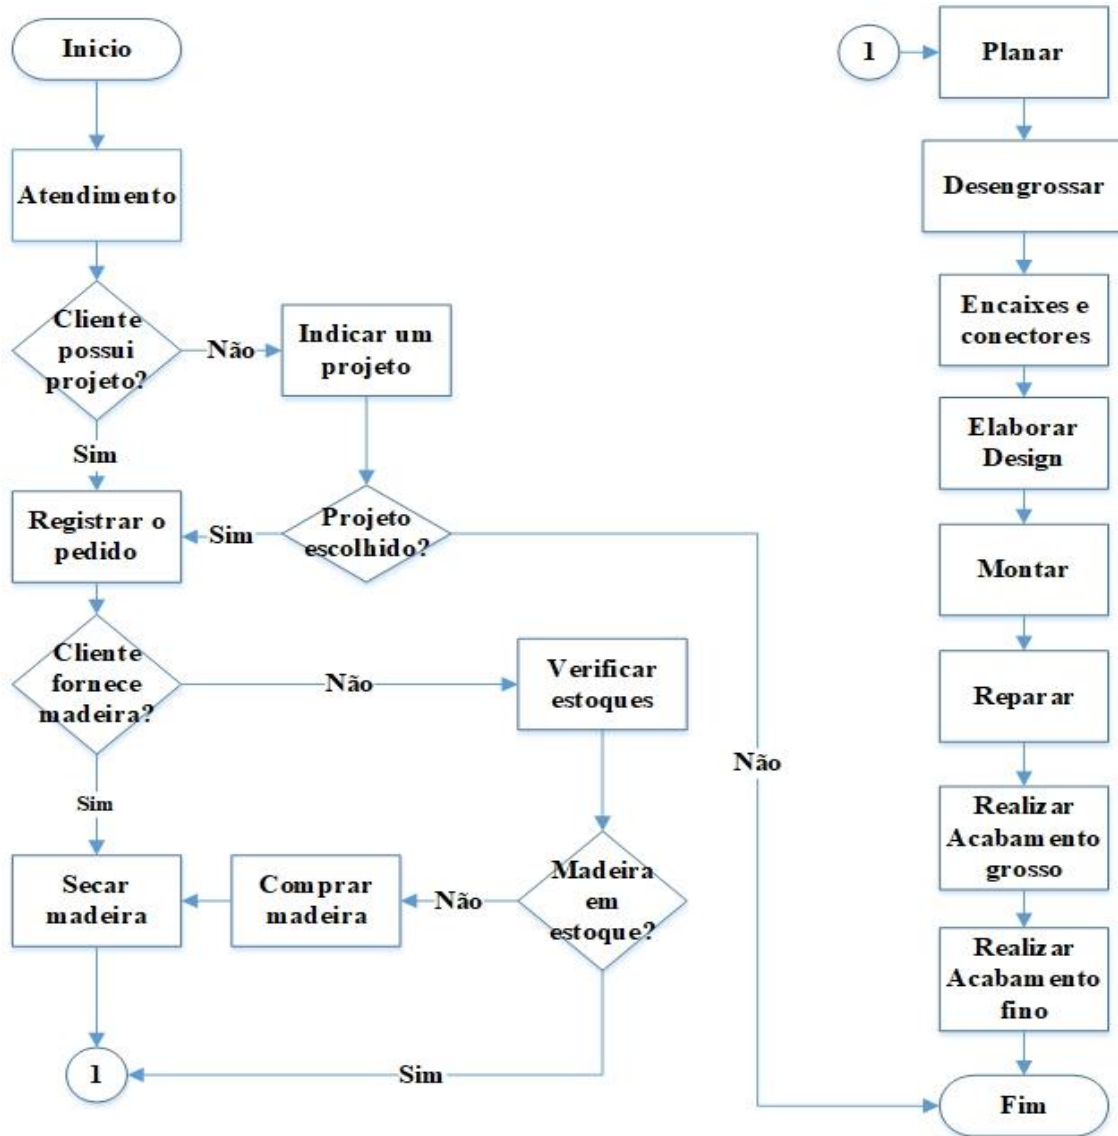 Inicio
Atendimento
Cliente
possui
projeto?
Não
Indicar um
projeto
Sim
Registrar o
pedido
Sim
Projeto
escolhido?
Cliente
fornece
madeira?
Não
Verificar
estoques
Não
Sim
Secar
madeira
Comprar
madeira
Não
Madeira
em
estoque?
1
Sim
1
Planar
Desengrossar
Encaixes e
conectores
Elaborar
Design
Montar
Reparar
Realizar
Acabamento
grosso
Realizar
Acabamento
fino
Fim